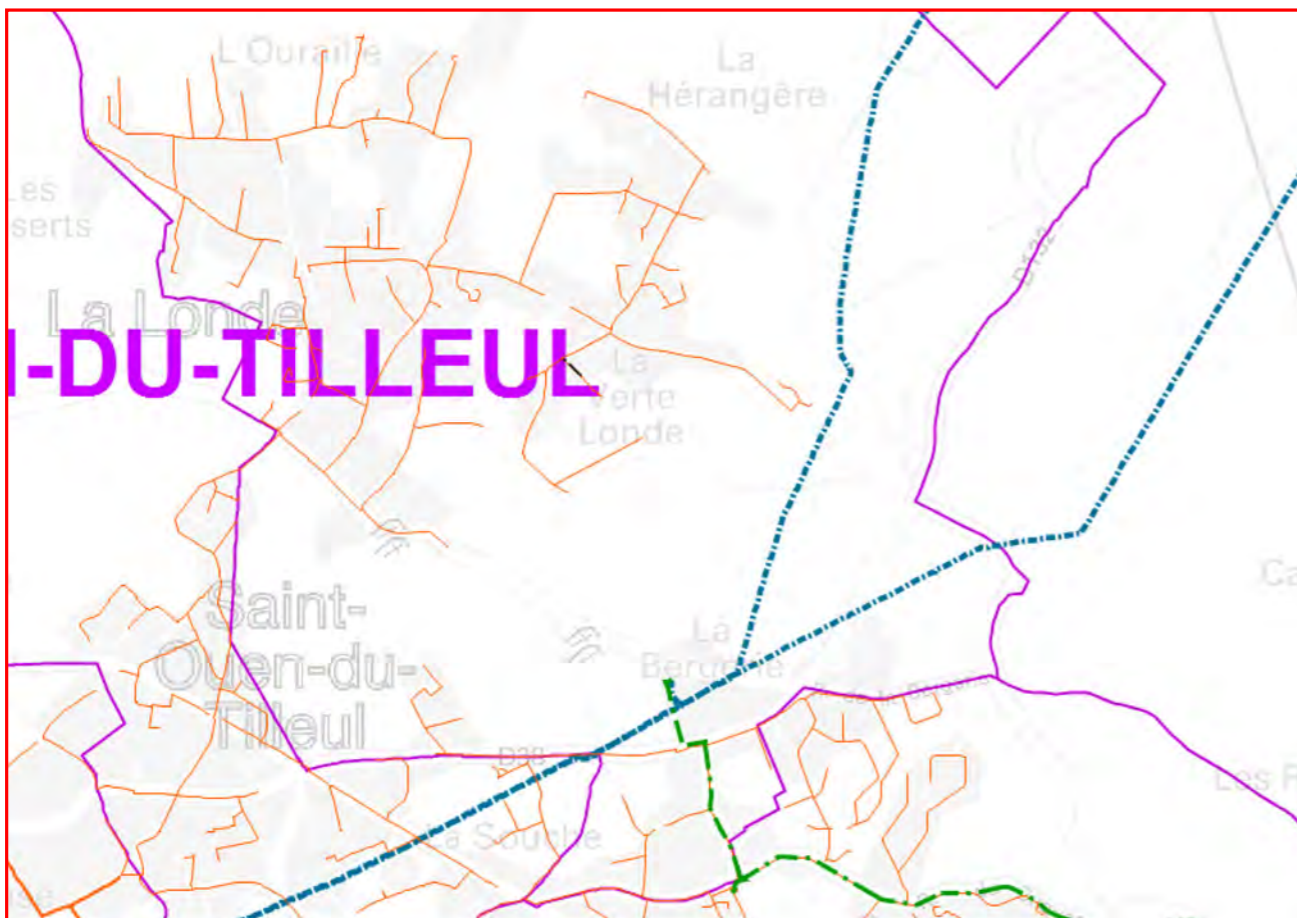 L'Ouraille
La
Hérangère
Les
serts
D132
La Londe
I-DU-TILLEUL
La
Verte
Londe
Ca
Saint-
Ouen-du-
Tilleul
La
D38
Les R
La Souche